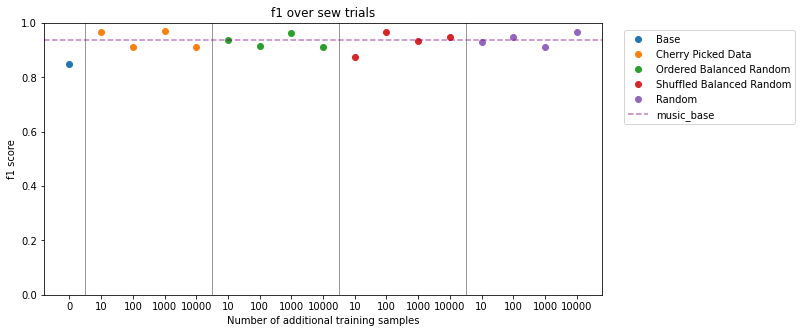 f1 over sew trials
f1 score
1.0
0.8
0.6
0.4
0.2
0.0
0 10 100 1000 10000 10 100 1000 10000 10 100 1000 10000 10 100 1000 10000
Number of additional training samples
Base
Cherry Picked Data
Ordered Balanced Random
Shuffled Balanced Random
Random
music_base